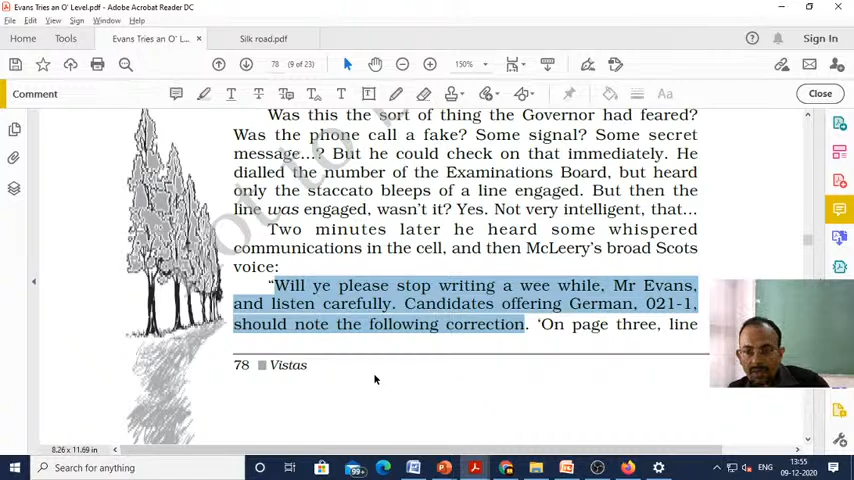 Evans Tries an O' Level.pdf - Adobe Acrobat Reader DC
File Edit View Sign Window Help
Home Tools Evans Tries an O' L... × Silk road.pdf Sign In
78 (9 of 23) 150%
Comment Close
Was this the sort of thing the Governor had feared?
Was the phone call a fake? Some signal? Some secret
message...? But he could check on that immediately. He
dialled the number of the Examinations Board, but heard
only the staccato bleeps of a line engaged. But then the
line was engaged, wasn't it? Yes. Not very intelligent, that...
Two minutes later he heard some whispered
communications in the cell, and then McLeery's broad Scots
voice:
"Will ye please stop writing a wee while, Mr Evans,
and listen carefully. Candidates offering German, 021-1,
should note the following correction. 'On page three, line
78 Vistas
not to
8.26 x 11.69 in
Type here to search
99+
ENG
13:55
09-12-2020